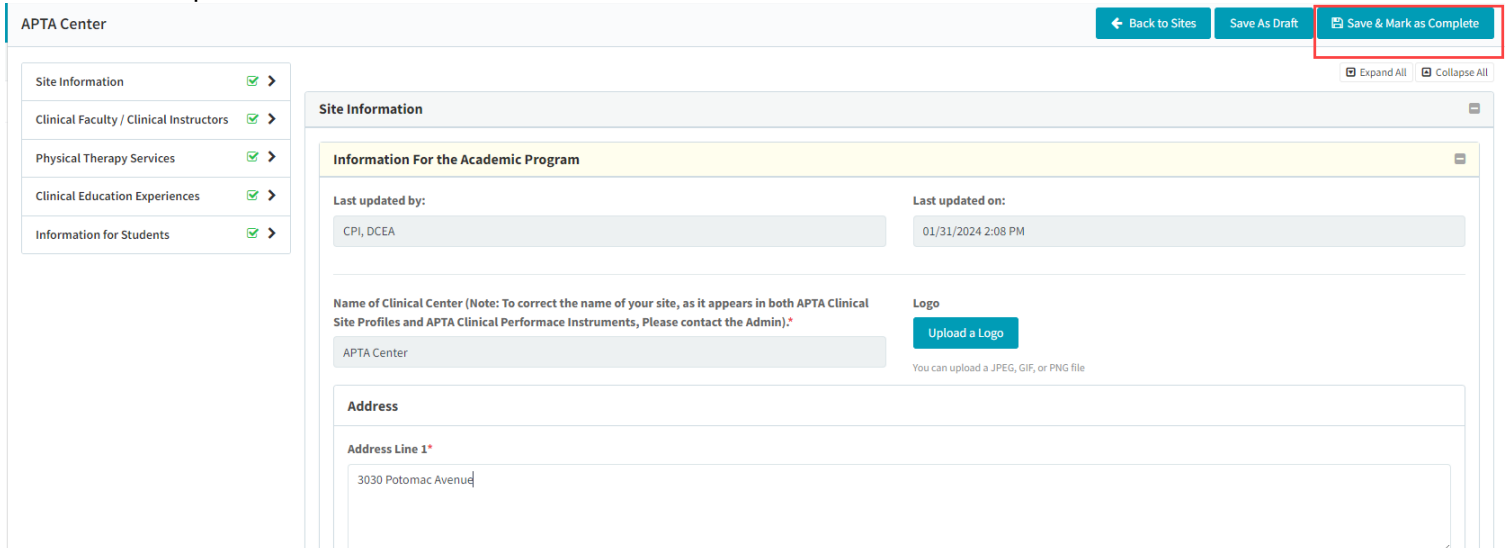 APTA Center
Back to Sites
Save As Draft
Save & Mark as Complete
Site Information
Clinical Faculty / Clinical Instructors
Physical Therapy Services
Clinical Education Experiences
Information for Students
Expand All
Collapse All
Site Information
Information For the Academic Program
Last updated by:
Last updated on:
CPI, DCEA
01/31/2024 2:08 PM
Name of Clinical Center (Note: To correct the name of your site, as it appears in both APTA Clinical
Site Profiles and APTA Clinical Performace Instruments, Please contact the Admin).*
APTA Center
Logo
Upload a Logo
You can upload a JPEG, GIF, or PNG file
Address
Address Line 1*
3030 Potomac Avenue